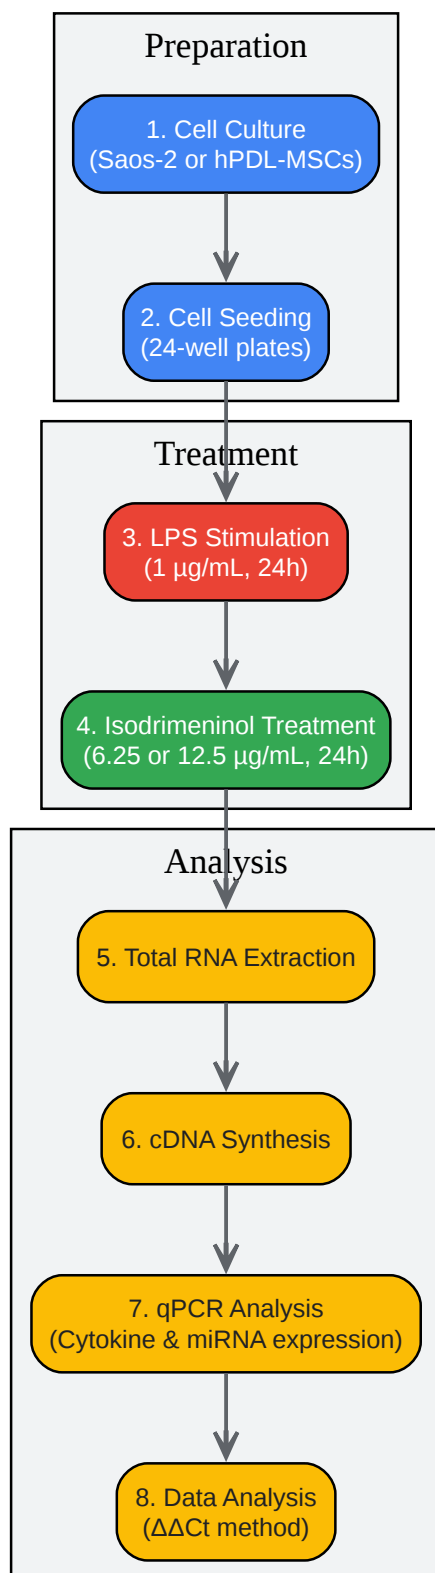 Preparation
1. Cell Culture
(Saos-2 or hPDL-MSCs)
2. Cell Seeding
(24-well plates)
Treatment
3. LPS Stimulation
(1 µg/mL, 24h)
4. Isodrimeninol Treatment
(6.25 or 12.5 µg/mL, 24h)
Analysis
5. Total RNA Extraction
6. cDNA Synthesis
7. qPCR Analysis
(Cytokine & miRNA expression)
8. Data Analysis
(ΔΔCt method)